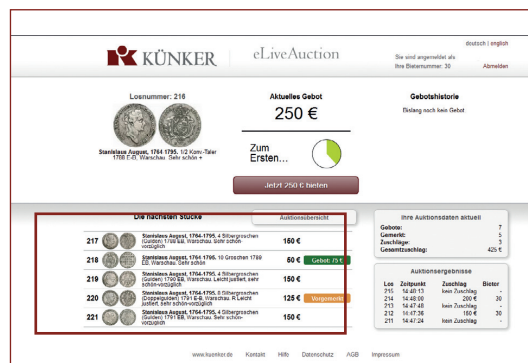 deutsch | english
KÜNKER
eLiveAuction
Sie sind angemeldet als:
Ihre Bieternummer: 30
Abmelden
Losnummer: 216
Stanislaus August, 1764-1795. 1/2 Konv.-Taler
1788 E-B, Warschau. Sehr schön +
Aktuelles Gebot
250 €
Zum
Ersten...
Jetzt 250 € bieten
Gebotshistorie
Bislang noch kein Gebot
Die nächsten Stücke
Auktionsübersicht
217
Stanislaus August, 1764-1795. 4 Silbergroschen
(Gulden) 1788 EB, Warschau. Sehr schön-
vorzüglich
150 €
218
Stanislaus August, 1764-1795. 10 Groschen 1789
EB, Warschau. Sehr schön
50 €
Gebot: 75 €
219
Stanislaus August, 1764-1795. 4 Silbergroschen
(Gulden) 1790 EB, Warschau. Leicht justiert, sehr
schön-vorzüglich
150 €
220
Stanislaus August, 1764-1795. 8 Silbergroschen
(Doppelgulden) 1791 E-B, Warschau. R Leicht
justiert, sehr schön-vorzüglich
125 €
Vorgemerkt
221
Stanislaus August, 1764-1795. 4 Silbergroschen
(Gulden) 1791 EB, Warschau. Sehr schön-
vorzüglich
150 €
Ihre Auktionsdaten aktuell
Gebote: 7
Gemerkt: 5
Zuschläge: 3
Gesamtzuschlag: 425 €
Auktionsergebnisse
Los Zeitpunkt Zuschlag Bieter
215 14:48:13 kein Zuschlag -
214 14:48:00 200 € 30
213 14:47:48 kein Zuschlag -
212 14:47:36 150 € 30
211 14:47:24 kein Zuschlag -
www.kuenker.de Kontakt Hilfe Datenschutz AGB Impressum